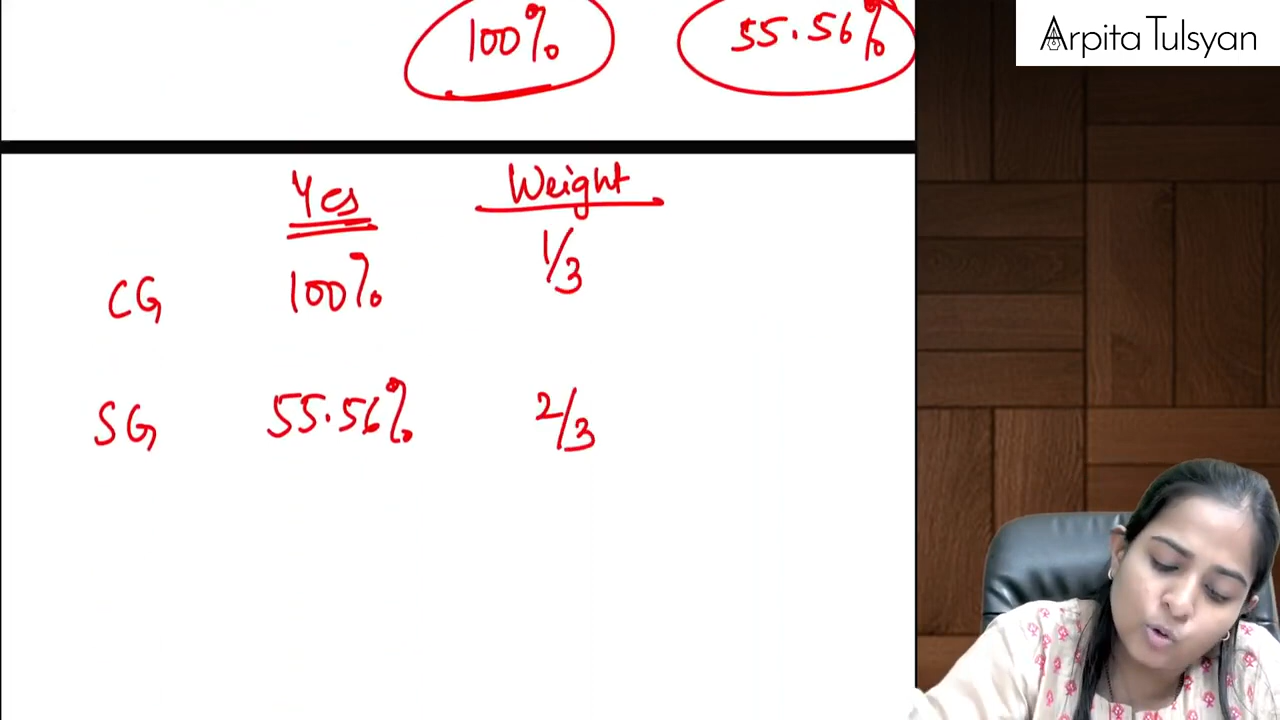 100% 55.56%
Arpita Tulsyan
Yes Weight
CG 100% 1/3
SG 55.56% 2/3